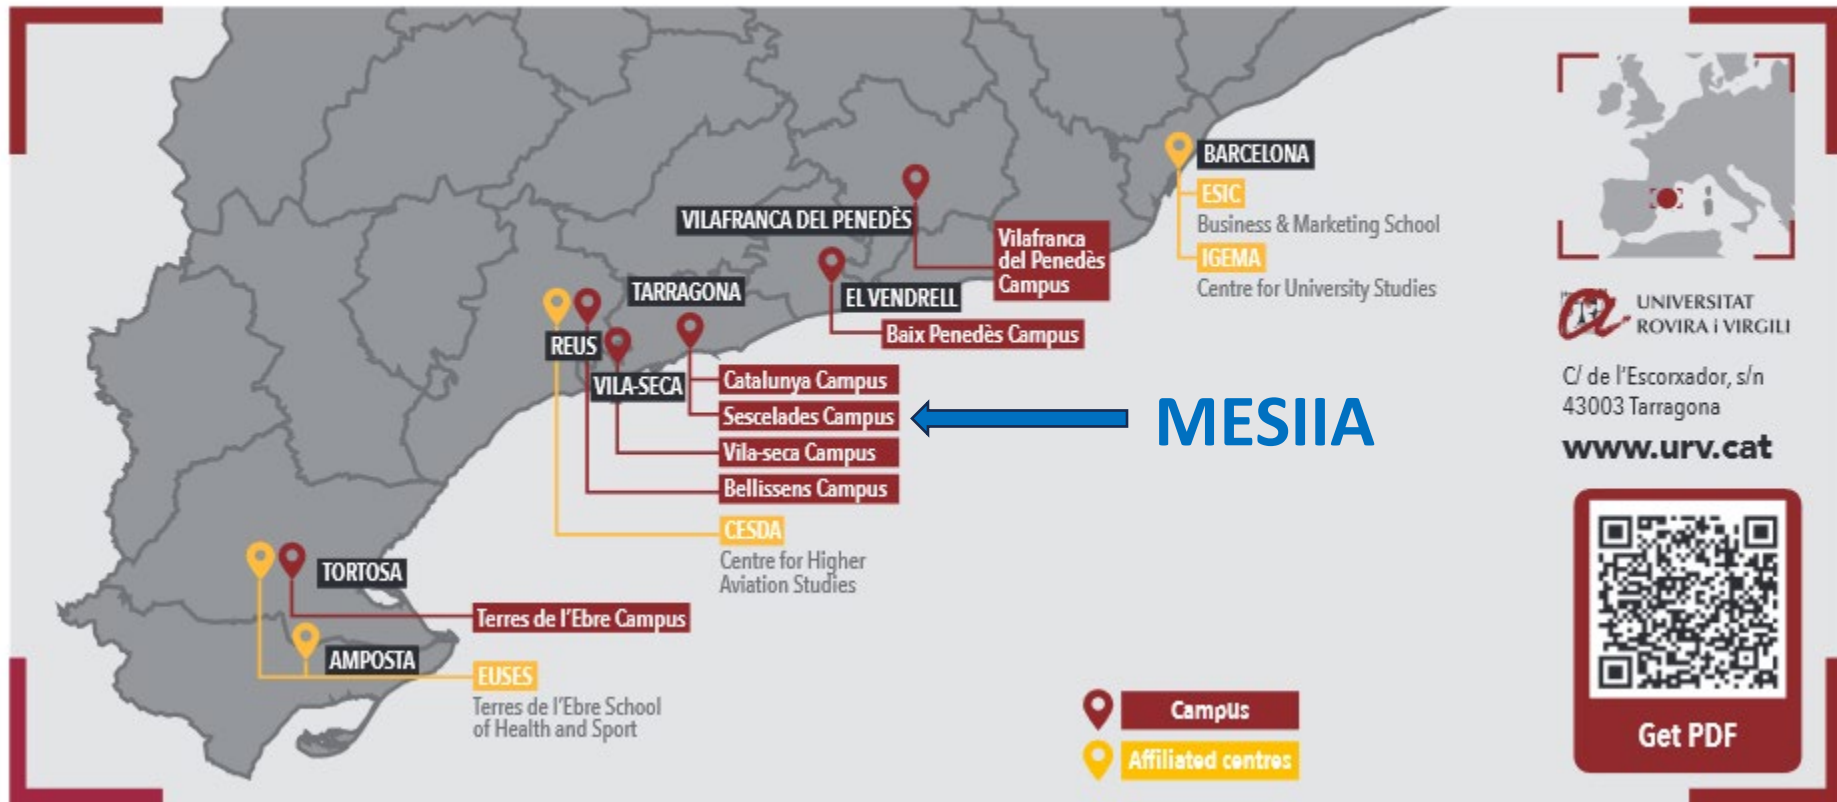 BARCELONA
ESIC
Business & Marketing School
IGEMA
Centre for University Studies
VILAFRANCA DEL PENEDÈS
Vilafranca
del Penedès
Campus
TARRAGONA
EL VENDRELL
Baix Penedès Campus
REUS
VILA-SECA
Catalunya Campus
Sescelades Campus
MESIIA
Vila-seca Campus
Bellissens Campus
CESDA
Centre for Higher
Aviation Studies
TORTOSA
Terres de l'Ebre Campus
AMPOSTA
EUSES
Terres de l'Ebre School
of Health and Sport
Campus
Affiliated centres
UNIVERSITAT
ROVIRA i VIRGILI
C/ de l'Escorxador, s/n
43003 Tarragona
www.urv.cat
Get PDF